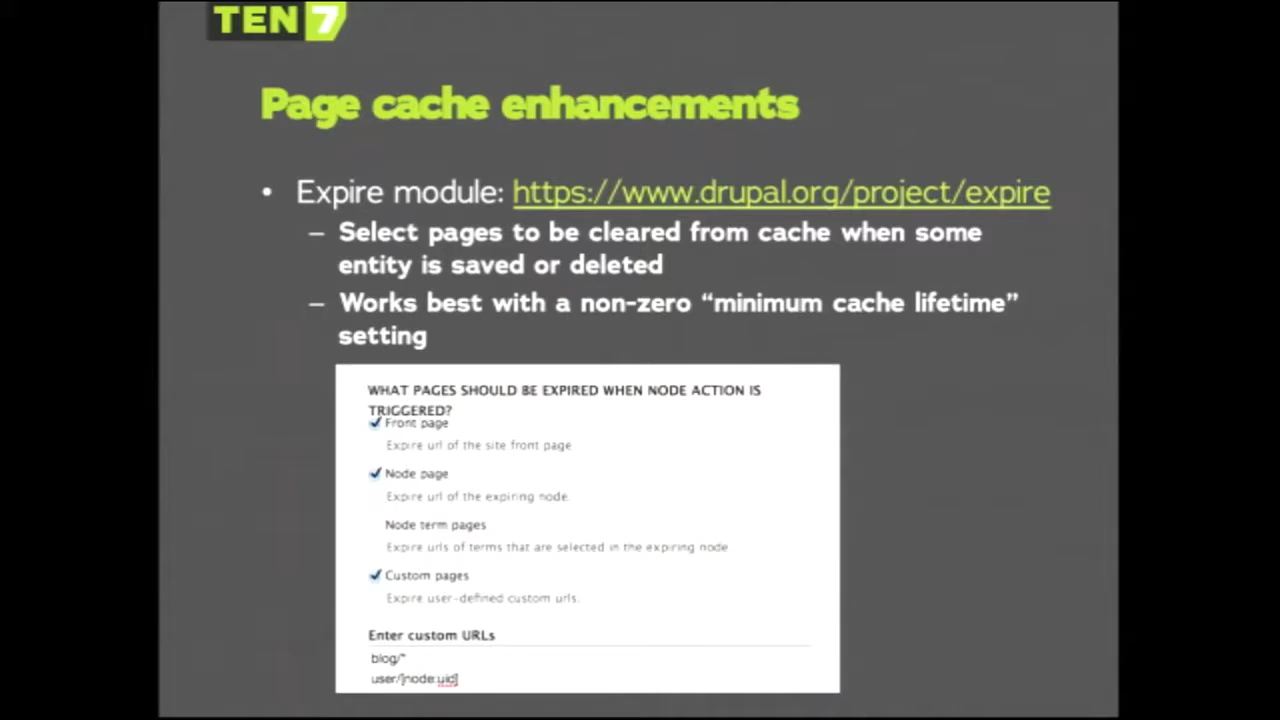 TEN 7
Page cache enhancements
• Expire module: https://www.drupal.org/project/expire
– Select pages to be cleared from cache when some
entity is saved or deleted
– Works best with a non-zero “minimum cache lifetime”
setting
WHAT PAGES SHOULD BE EXPIRED WHEN NODE ACTION IS
TRIGGERED?
Front page
Expire url of the site front page
Node page
Expire url of the expiring node.
Node term pages
Expire urls of terms that are selected in the expiring node
Custom pages
Expire user-defined custom urls.
Enter custom URLs
blog/*
user/[node:uid]